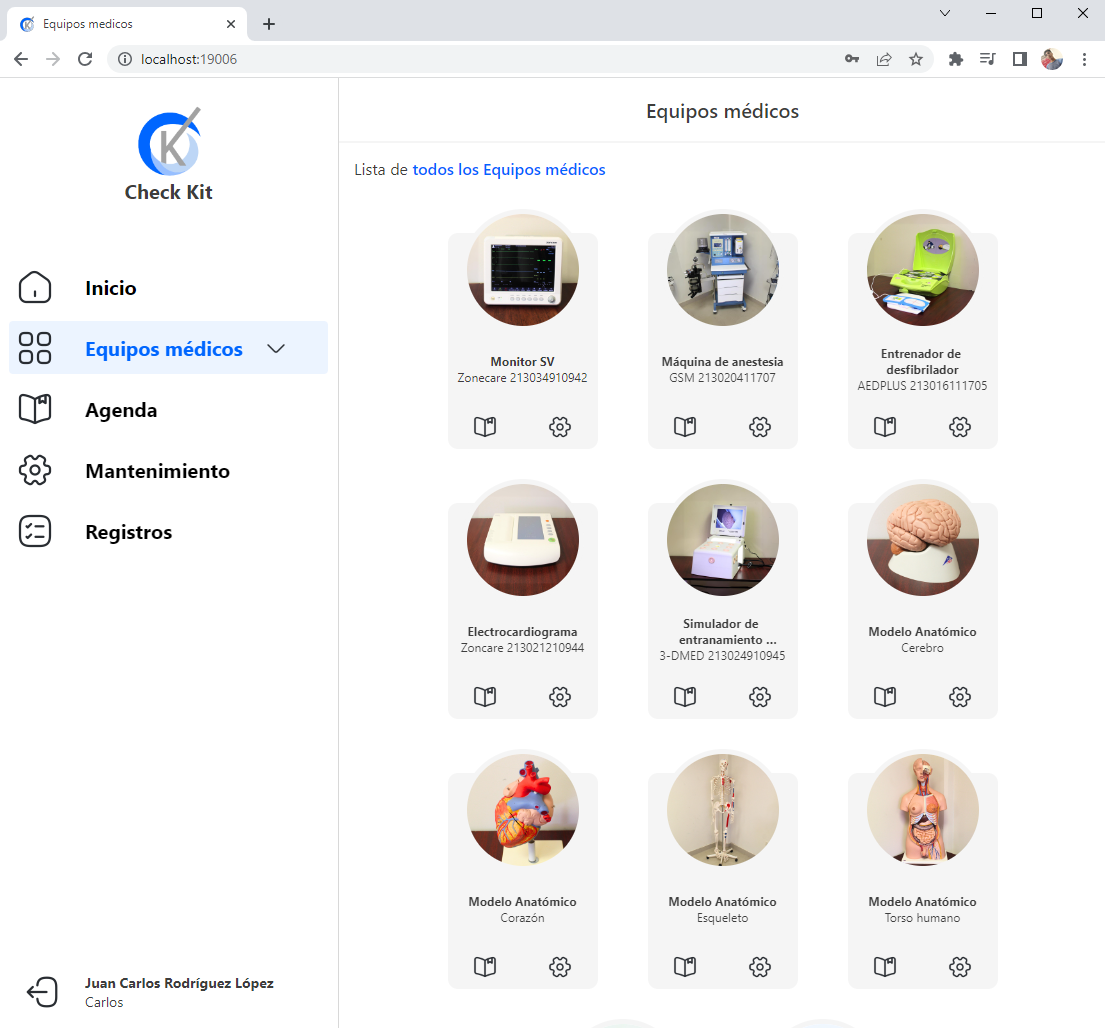 Equipos medicos
localhost:19006
Check Kit
Inicio
Equipos médicos
Agenda
Mantenimiento
Registros
Juan Carlos Rodríguez López
Carlos
Equipos médicos
Lista de todos los Equipos médicos
Monitor SV
Zonecare 213034910942
Máquina de anestesia
GSM 213020411707
Entrenador de
desfibrilador
AEDPLUS 213016111705
Electrocardiograma
Zoncare 213021210944
Simulador de
entranamiento ...
3-DMED 213024910945
Modelo Anatómico
Cerebro
Modelo Anatómico
Corazón
Modelo Anatómico
Esqueleto
Modelo Anatómico
Torso humano